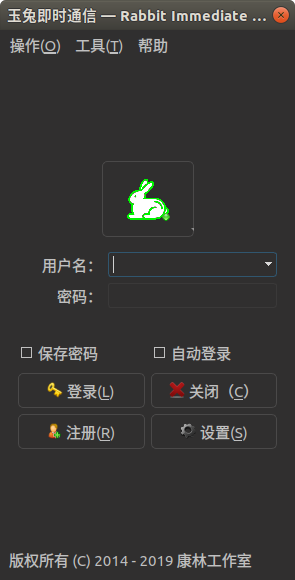 玉兔即时通信 — Rabbit Immediate ...
操作(O) 工具(T) 帮助
用户名:
密码:
保存密码 自动登录
登录(L) 关闭（C）
注册(R) 设置(S)
版权所有 (C) 2014 - 2019 康林工作室